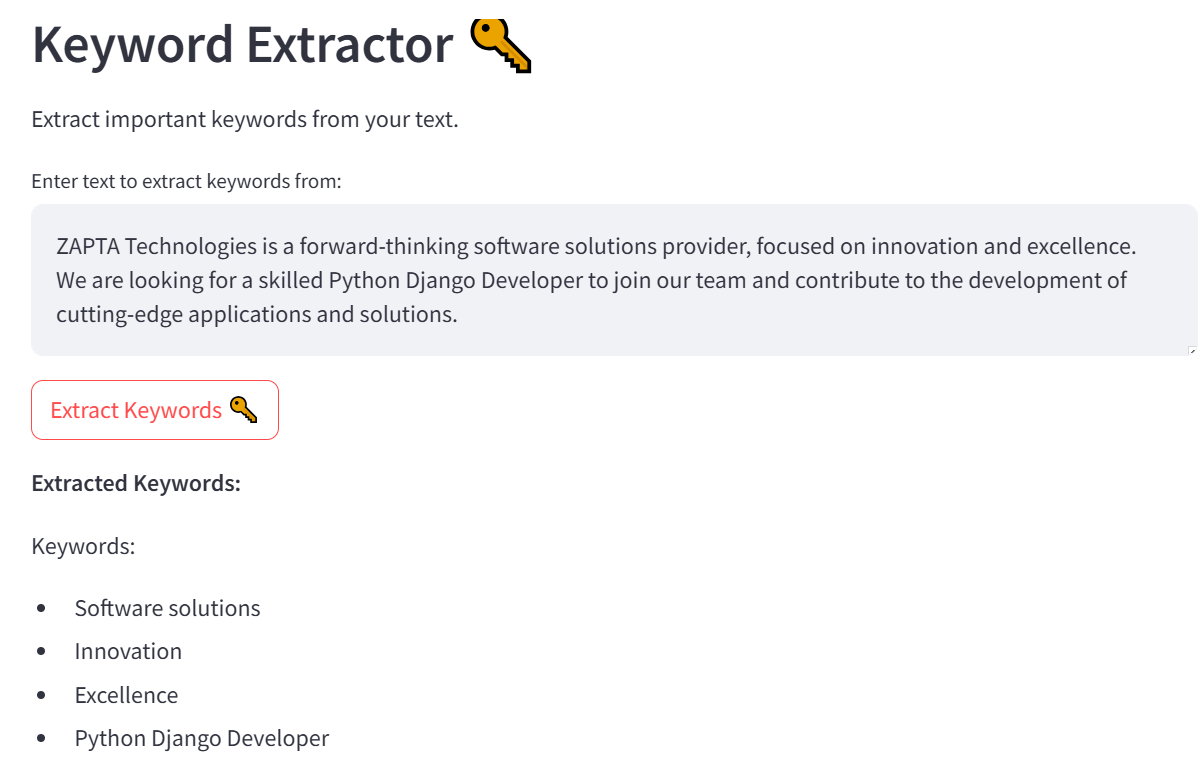 Keyword Extractor 🔑
Extract important keywords from your text.
Enter text to extract keywords from:
ZAPTA Technologies is a forward-thinking software solutions provider, focused on innovation and excellence.
We are looking for a skilled Python Django Developer to join our team and contribute to the development of
cutting-edge applications and solutions.
Extract Keywords 🔑
Extracted Keywords:
Keywords:
• Software solutions
• Innovation
• Excellence
• Python Django Developer